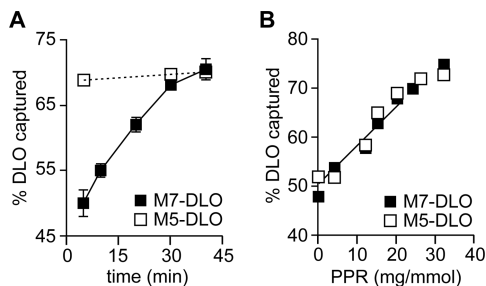 A
% DLO captured
75
65
55
45
0
15
30
45
time (min)
M7-DLO
M5-DLO
B
% DLO captured
80
70
60
50
40
0
10
20
30
40
PPR (mg/mmol)
M7-DLO
M5-DLO